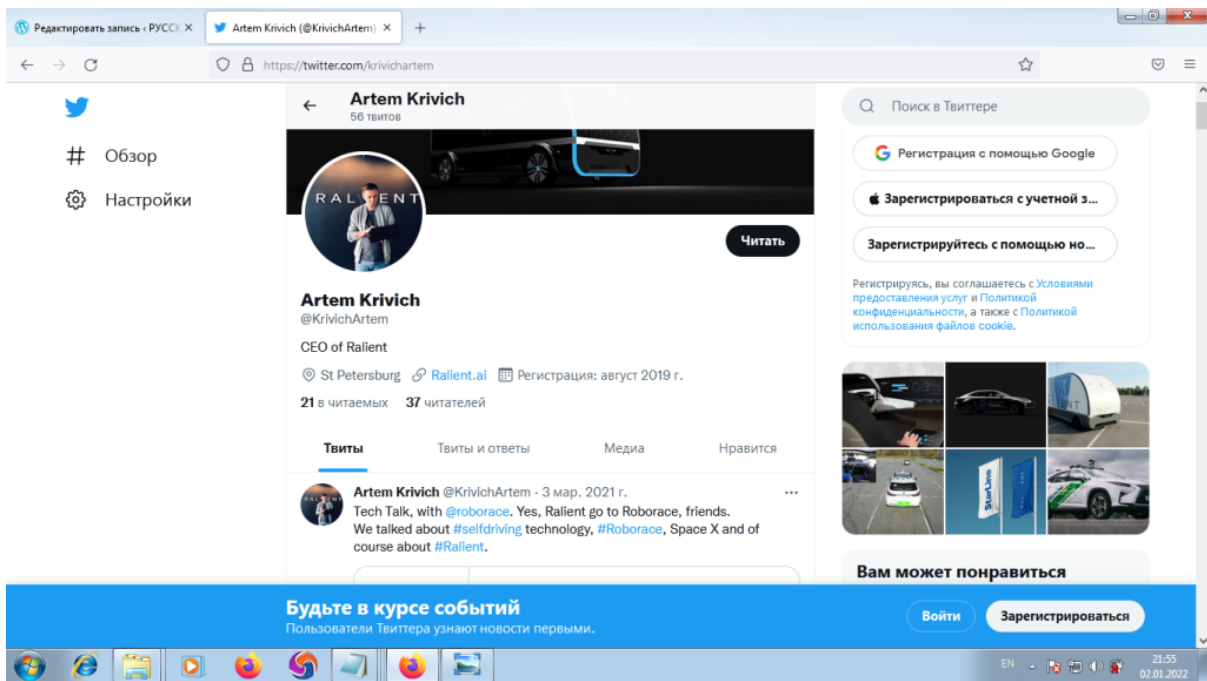 Редактировать запись ‹ РУССК
Artem Krivich (@KrivichArtem)
https://twitter.com/krivichartem
Artem Krivich
56 твитов
Поиск в Твиттере
Обзор
Настройки
RALIENT
Регистрация с помощью Google
Зарегистрироваться с учетной з...
Читать
Зарегистрируйтесь с помощью но...
Регистрируясь, вы соглашаетесь с Условиями
предоставления услуг и Политикой
конфиденциальности, а также с Политикой
использования файлов cookie.
Artem Krivich
@KrivichArtem
CEO of Ralient
St Petersburg Ralient.ai Регистрация: август 2019 г.
21 в читаемых 37 читателей
Твиты Твиты и ответы Медиа Нравится
Artem Krivich @KrivichArtem · 3 мар. 2021 г.
Tech Talk, with @roborace. Yes, Ralient go to Roborace, friends.
We talked about #selfdriving technology, #Roborace, Space X and of
course about #Ralient.
StarLine
Вам может понравиться
Будьте в курсе событий
Пользователи Твиттера узнают новости первыми.
Войти Зарегистрироваться
EN
21:55
02.01.2022